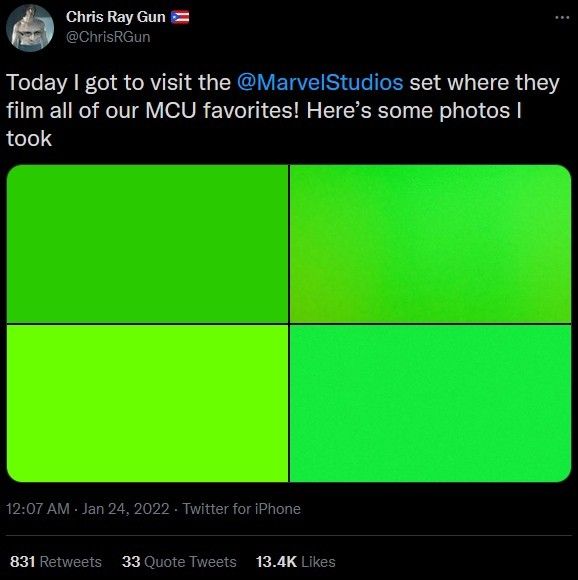 Chris Ray Gun 🇵🇷
@ChrisRGun
Today I got to visit the @MarvelStudios set where they
film all of our MCU favorites! Here’s some photos I
took
12:07 AM · Jan 24, 2022 · Twitter for iPhone
831 Retweets 33 Quote Tweets 13.4K Likes